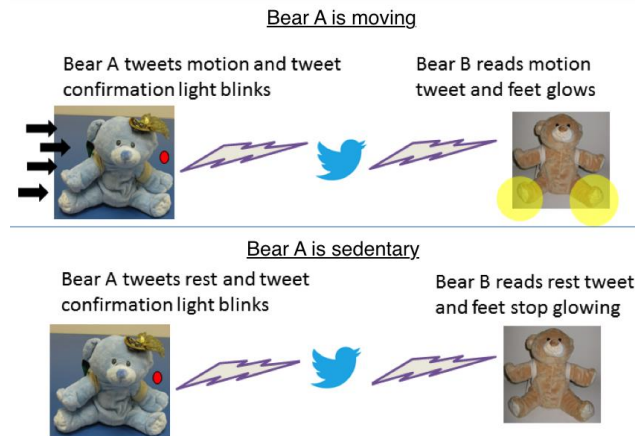 Bear A is moving
Bear A tweets motion and tweet
confirmation light blinks
Bear B reads motion
tweet and feet glows
Bear A is sedentary
Bear A tweets rest and tweet
confirmation light blinks
Bear B reads rest tweet
and feet stop glowing